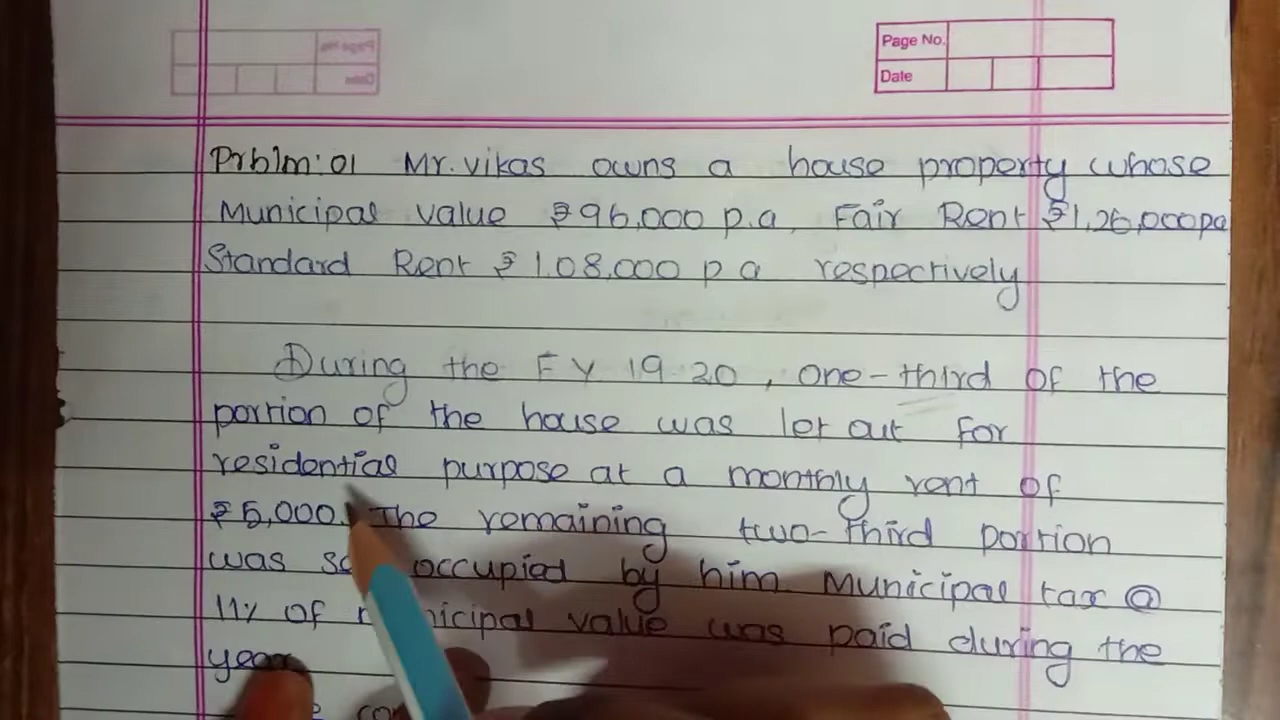 Page No.
Date
Prblm:01 Mr.vikas owns a house property whose
Municipal value ₹96,000 p.a. Fair Rent ₹1,26,000pa
Standard Rent ₹1,08,000 p a respectively
During the FY 19-20, one-third of the
portion of the house was let out for
residential purpose at a monthly rent of
₹5,000. The remaining two-third portion
was occupied by him Municipal tax @
11% of value was paid during the
year